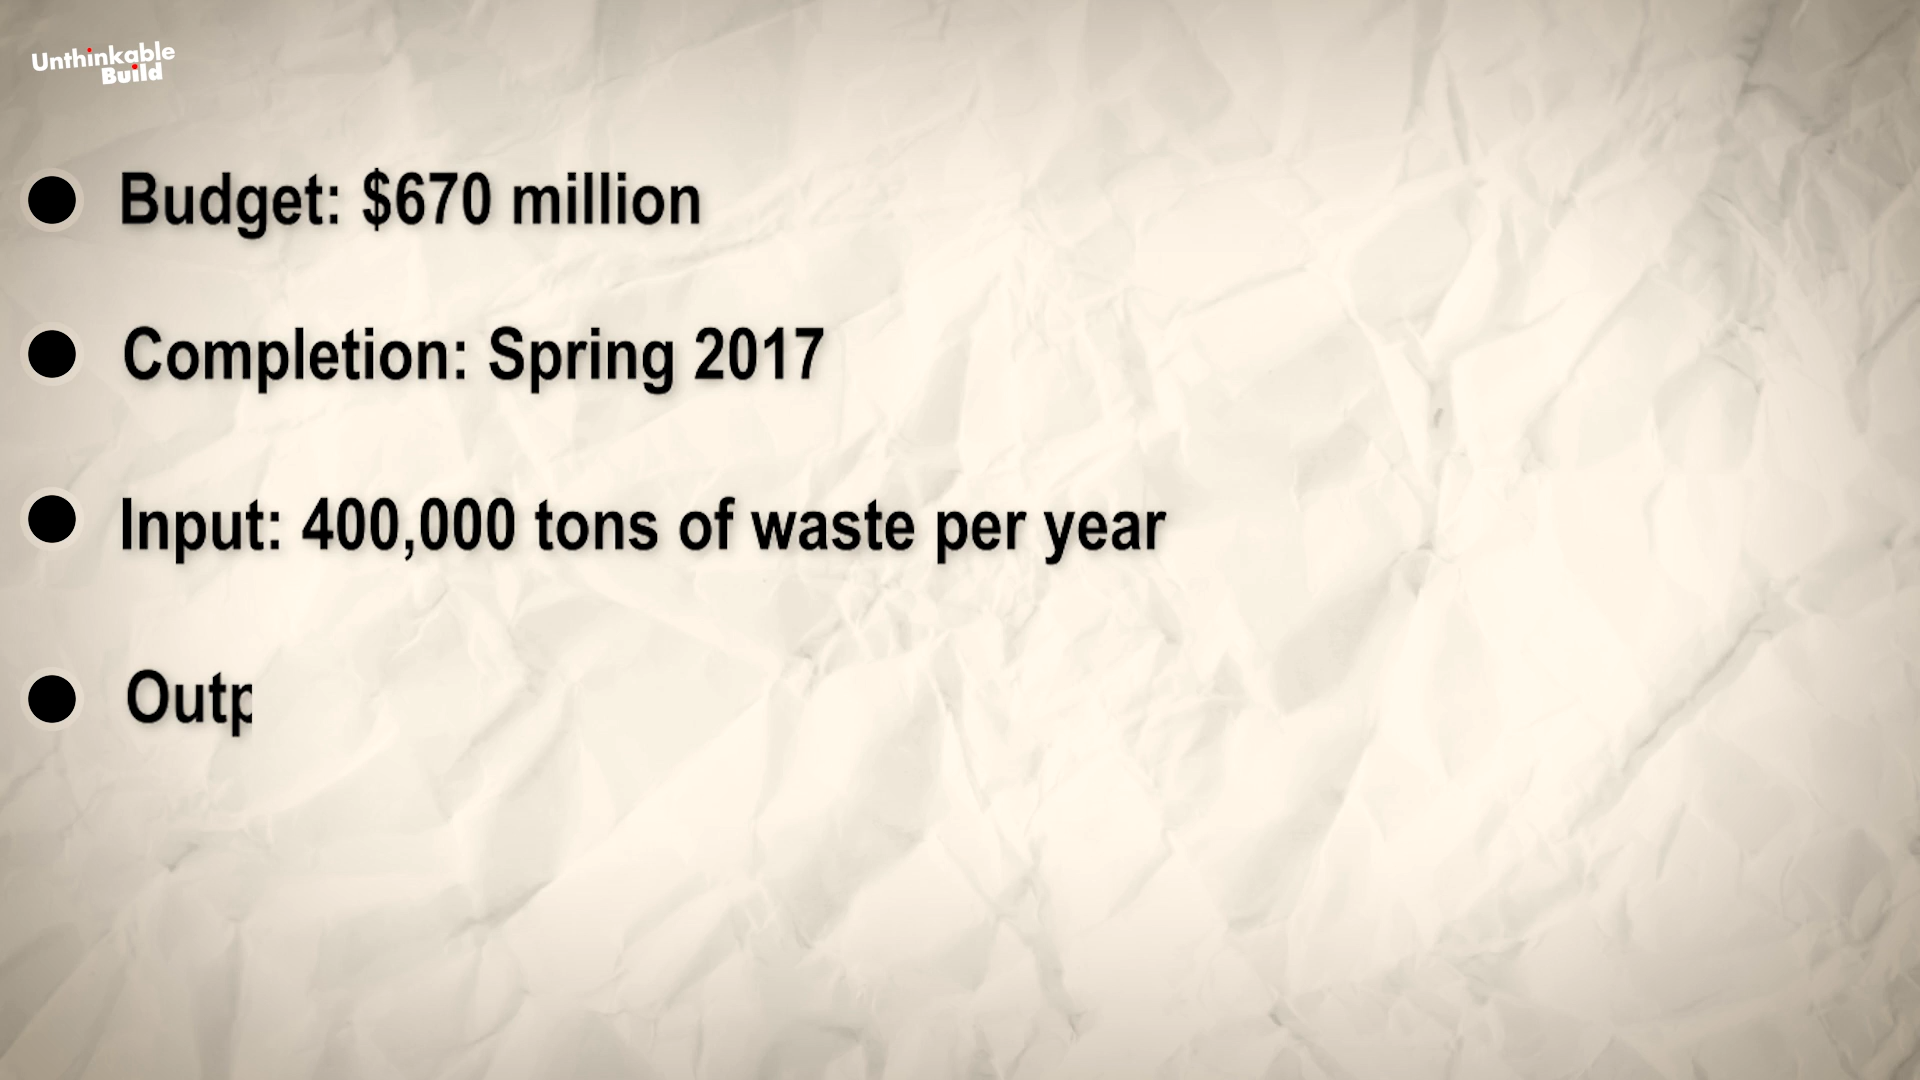 Unthinkable
Build
Budget: $670 million
Completion: Spring 2017
Input: 400,000 tons of waste per year
Outp